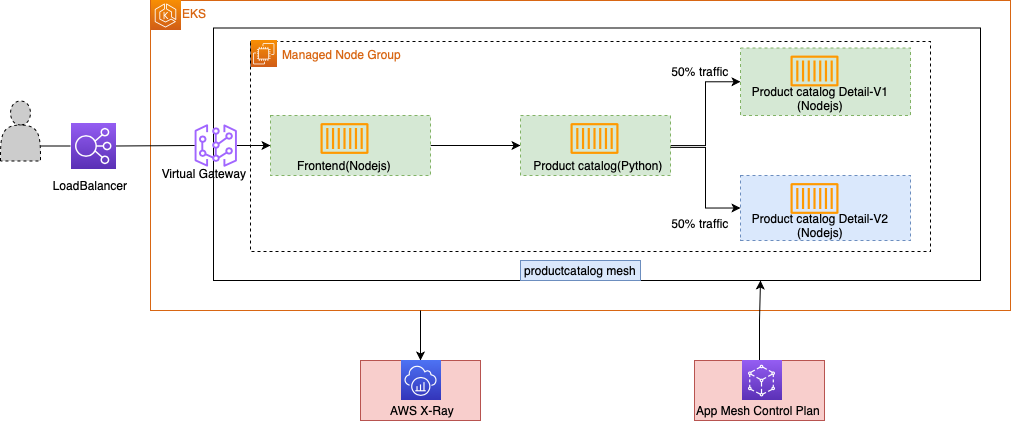 EKS
Managed Node Group
50% traffic
Product catalog Detail-V1
(Nodejs)
Frontend(Nodejs)
Product catalog(Python)
LoadBalancer
Virtual Gateway
50% traffic
Product catalog Detail-V2
(Nodejs)
productcatalog mesh
AWS X-Ray
App Mesh Control Plan